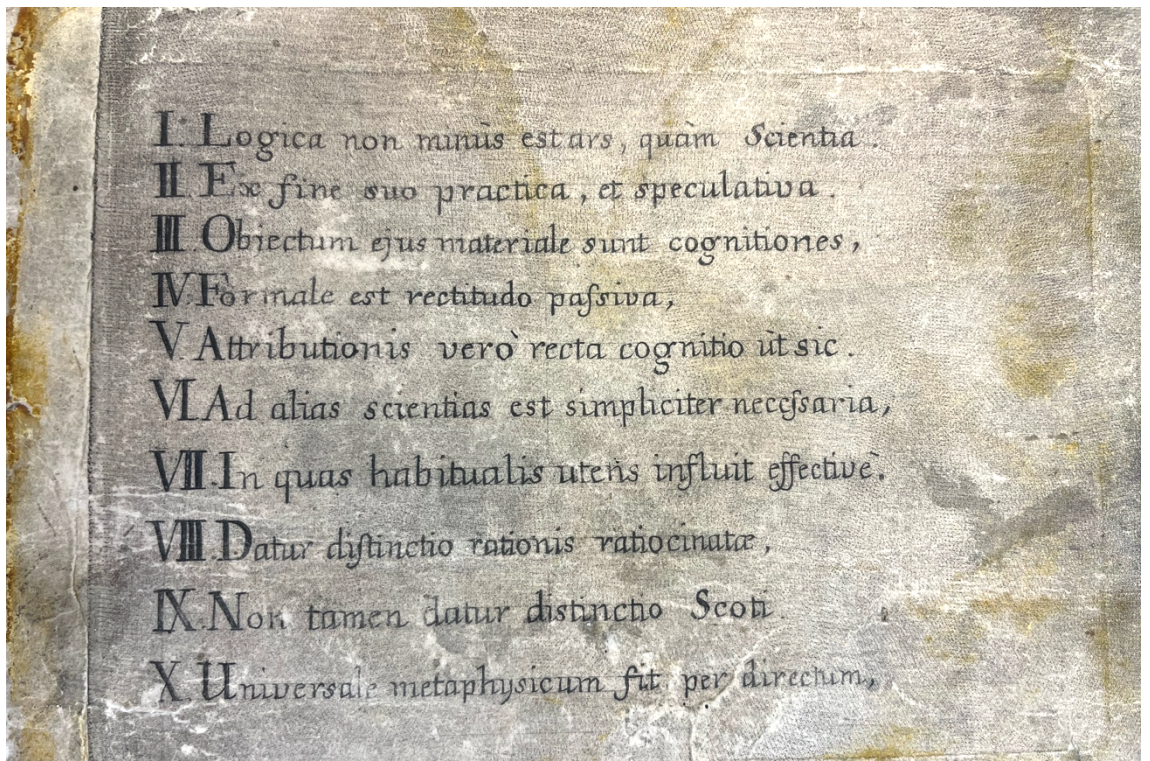 I. Logica non minùs est ars, quàm Scientia.
II. Ex fine suo practica, et speculativa.
III. Obiectum ejus materiale sunt cognitiones,
IV. Formale est rectitudo paſsiva,
V Attributionis verò recta cognitio ùt sic.
VI. Ad alias scientias est simpliciter neceſsaria,
VII. In quas habitualis utens influit effectivè.
VIII. Datur diſtinctio rationis ratiocinatæ,
IX. Non tamen datur distinctio Scoti.
X. Universale metaphysicum fit per directum,